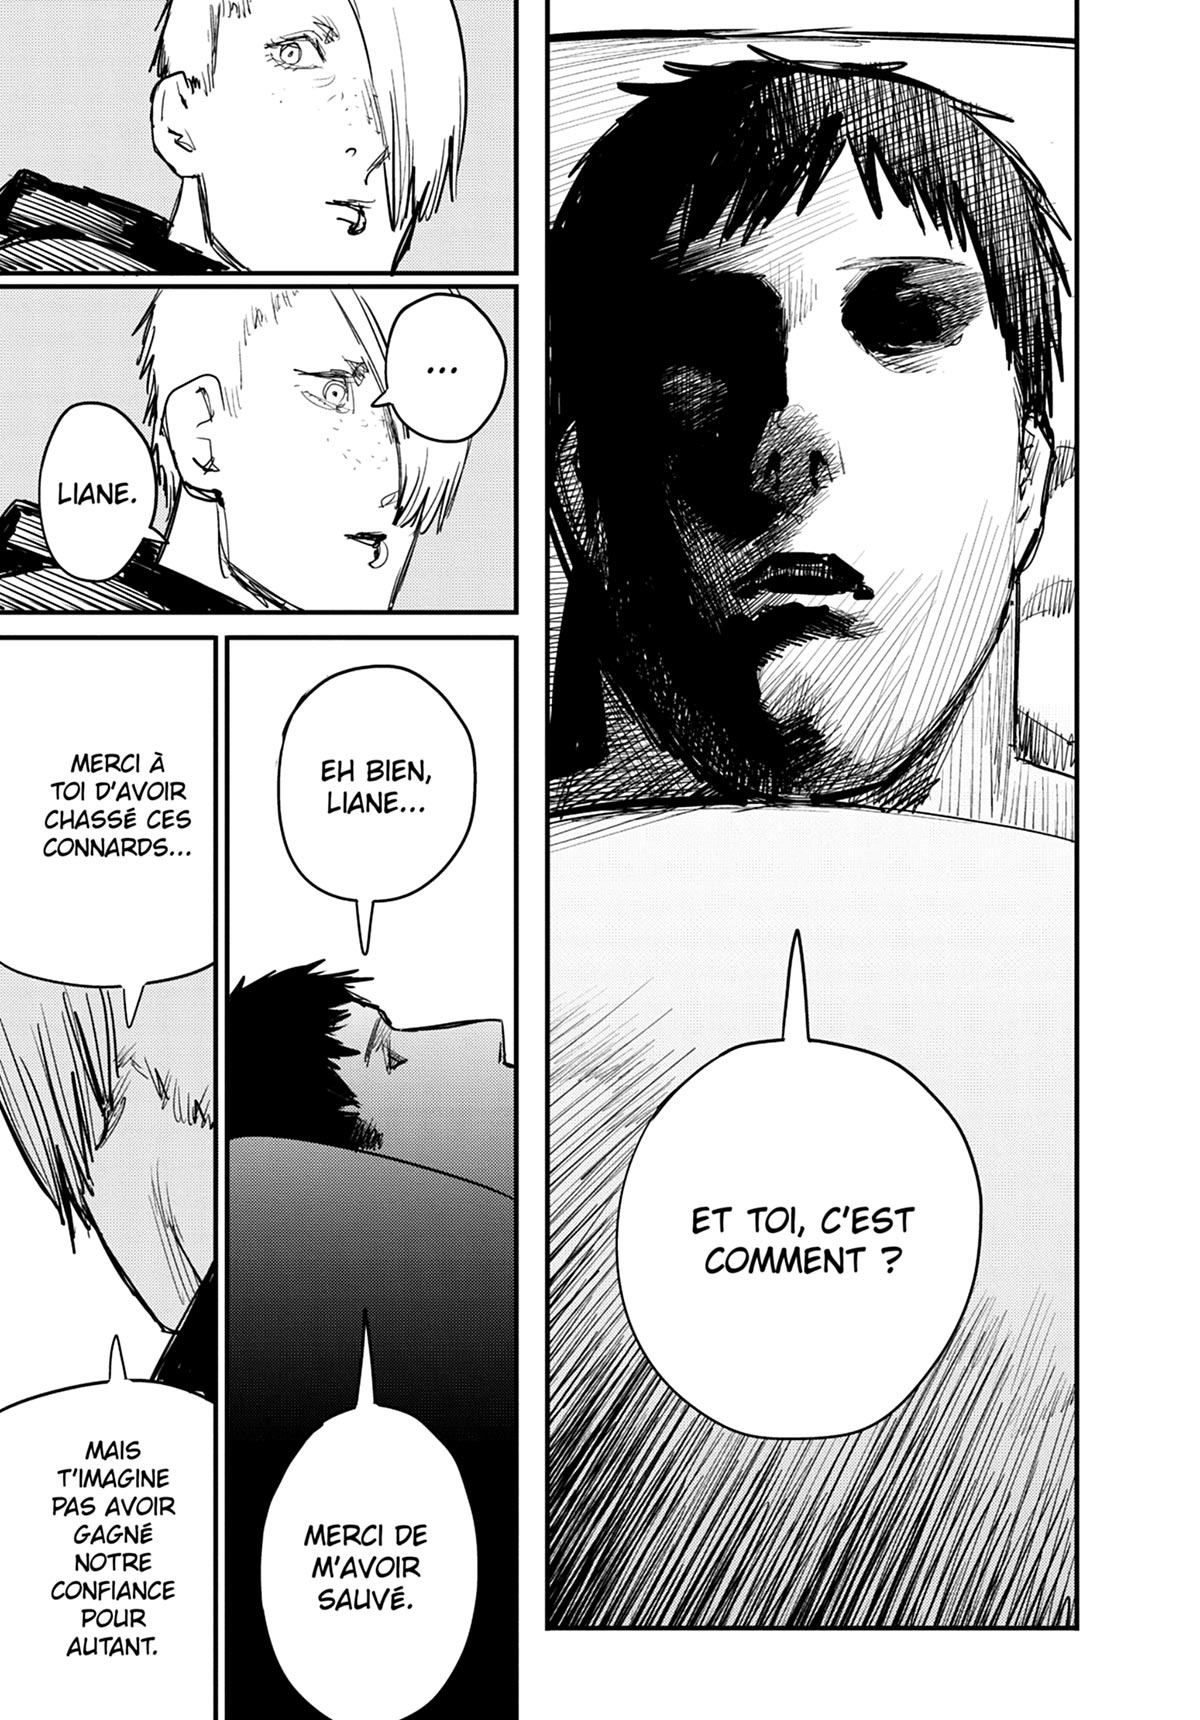 ET TOI, C'EST
COMMENT ?
...
LIANE.
EH BIEN,
LIANE...
MERCI DE
M'AVOIR
SAUVÉ.
MERCI À
TOI D'AVOIR
CHASSÉ CES
CONNARDS...
MAIS
T'IMAGINE
PAS AVOIR
GAGNÉ
NOTRE
CONFIANCE
POUR
AUTANT.